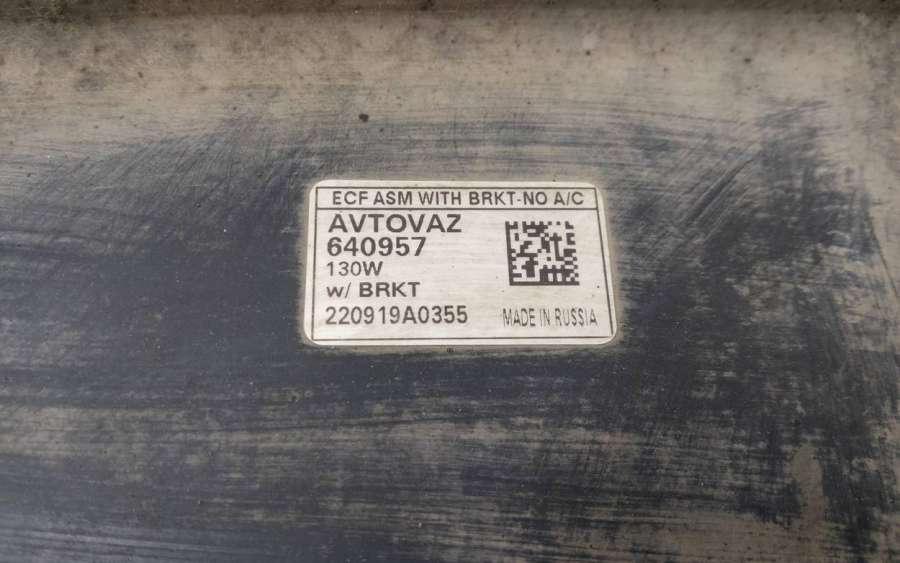 ECF ASM WITH BRKT-NO A/C
AVTOVAZ
640957
130W
w/ BRKT
220919A0355
MADE IN RUSSIA